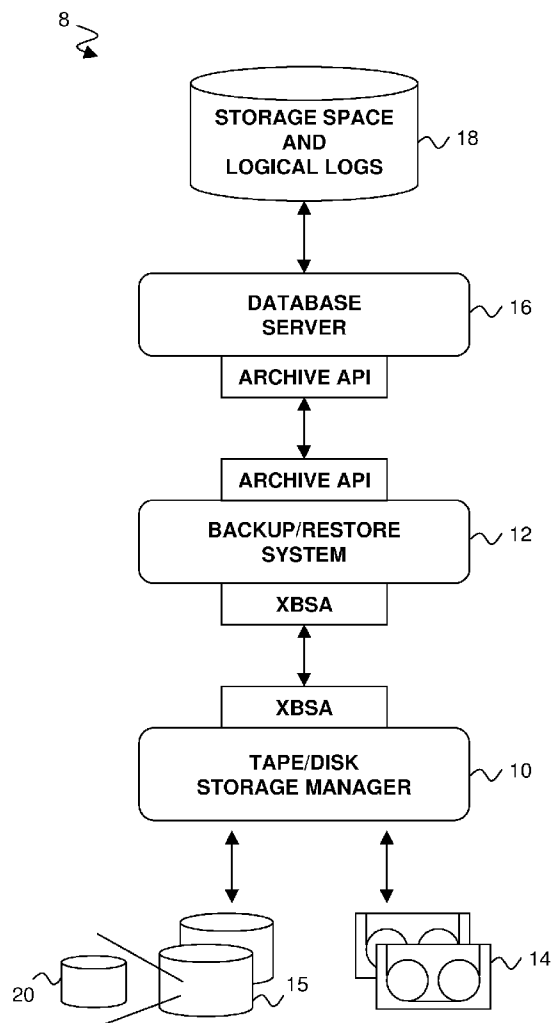 8
STORAGE SPACE
AND
LOGICAL LOGS
18
DATABASE
SERVER
16
ARCHIVE API
ARCHIVE API
BACKUP/RESTORE
SYSTEM
12
XBSA
XBSA
TAPE/DISK
STORAGE MANAGER
10
20
15
14